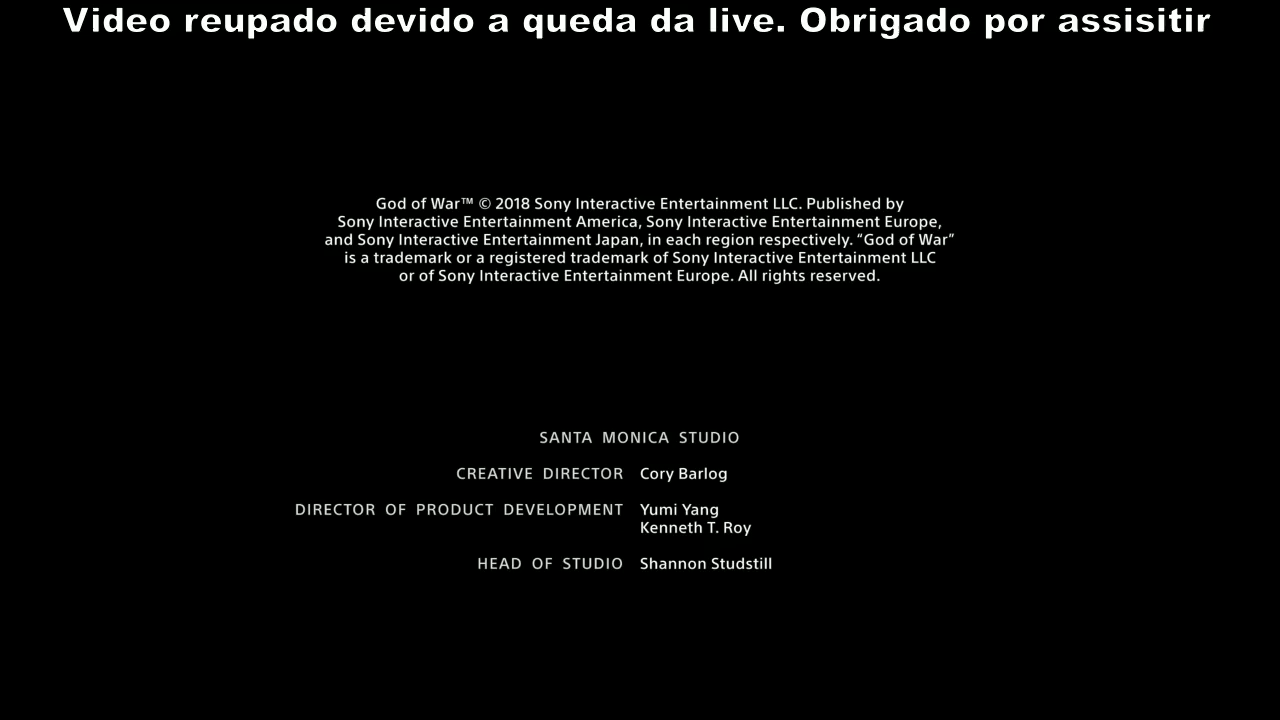 Video reupado devido a queda da live. Obrigado por assisitir
God of War™ © 2018 Sony Interactive Entertainment LLC. Published by
Sony Interactive Entertainment America, Sony Interactive Entertainment Europe,
and Sony Interactive Entertainment Japan, in each region respectively. “God of War”
is a trademark or a registered trademark of Sony Interactive Entertainment LLC
or of Sony Interactive Entertainment Europe. All rights reserved.
SANTA MONICA STUDIO
CREATIVE DIRECTOR Cory Barlog
DIRECTOR OF PRODUCT DEVELOPMENT Yumi Yang
Kenneth T. Roy
HEAD OF STUDIO Shannon Studstill